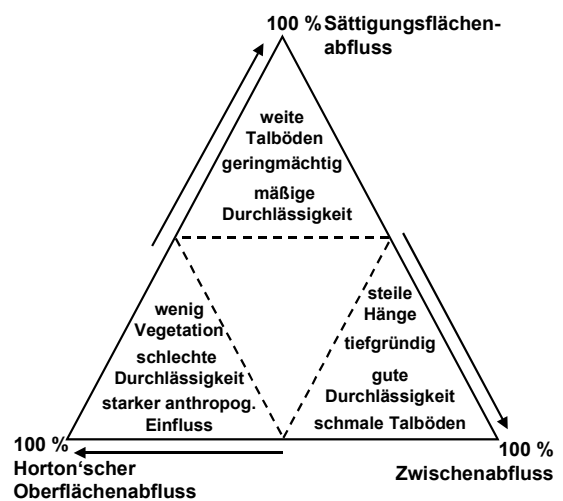 100 % Sättigungsflächen-
abfluss
weite
Talböden
geringmächtig
mäßige
Durchlässigkeit
wenig
Vegetation
schlechte
Durchlässigkeit
starker anthropog.
Einfluss
steile
Hänge
tiefgründig
gute
Durchlässigkeit
schmale Talböden
100 %
Horton‘scher
Oberflächenabfluss
100 %
Zwischenabfluss